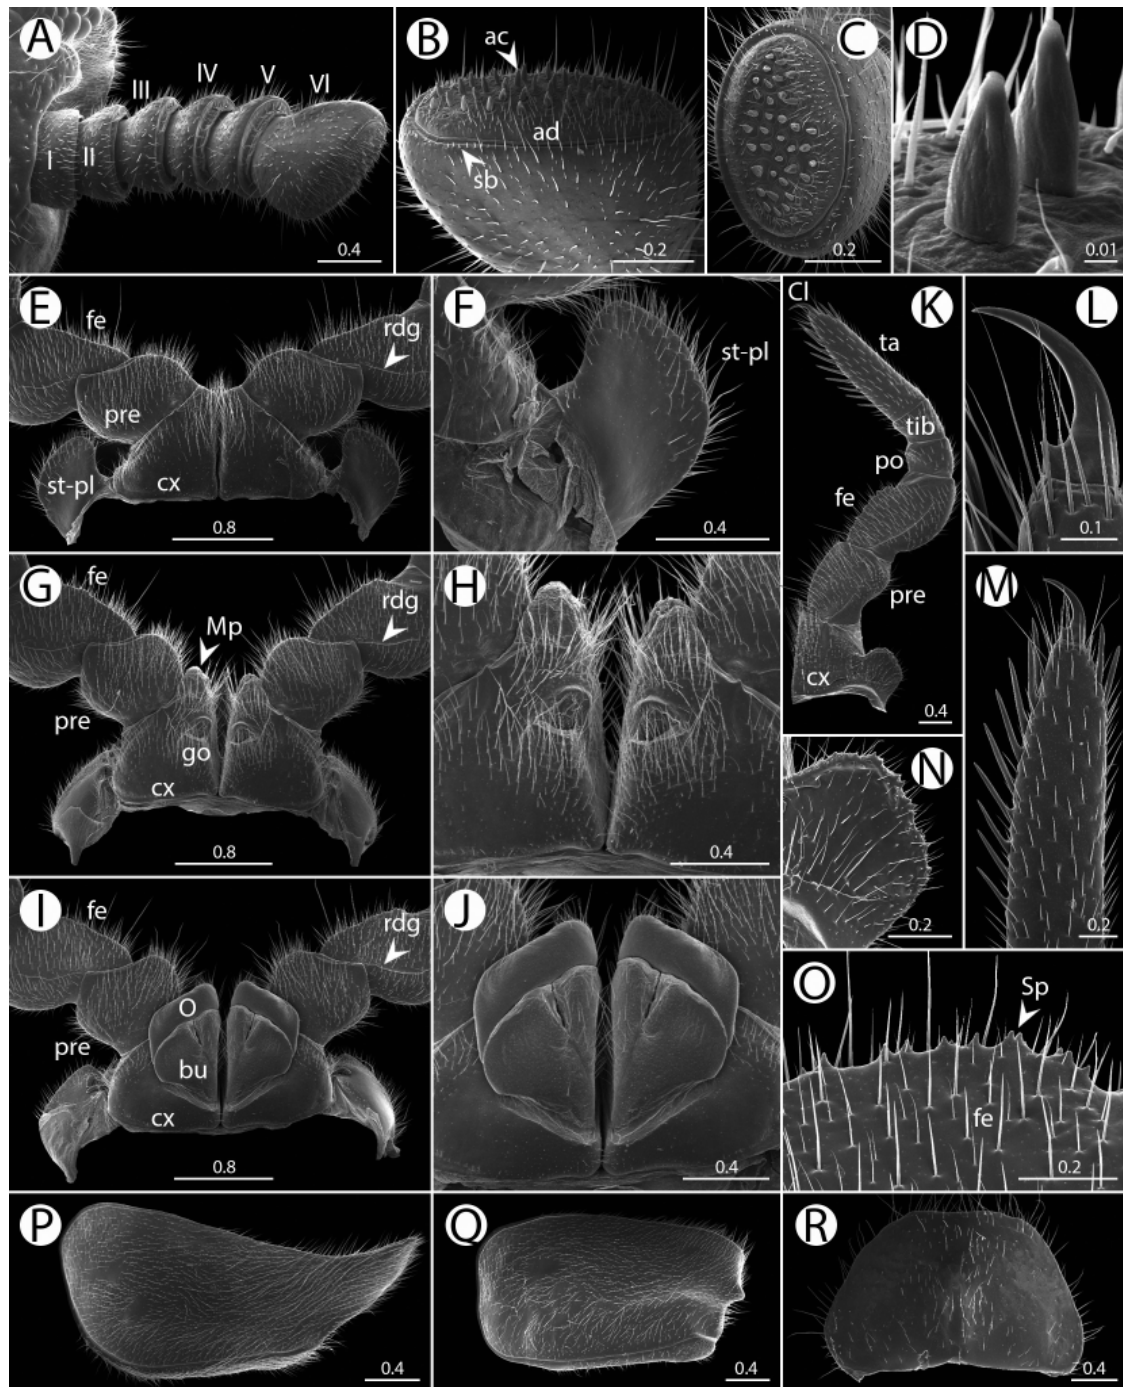 A
I
II
III
IV
V
VI
0.4
B
ac
ad
sb
0.2
C
0.2
D
0.01
E
fe
rdg
pre
st-pl
cx
0.8
F
st-pl
0.4
G
fe
rdg
Mp
pre
go
cx
0.8
H
0.4
I
fe
rdg
O
pre
bu
cx
0.8
J
0.4
Cl
K
ta
tib
po
fe
pre
cx
0.4
L
0.1
M
0.2
N
0.2
O
Sp
fe
0.2
P
0.4
Q
0.4
R
0.4